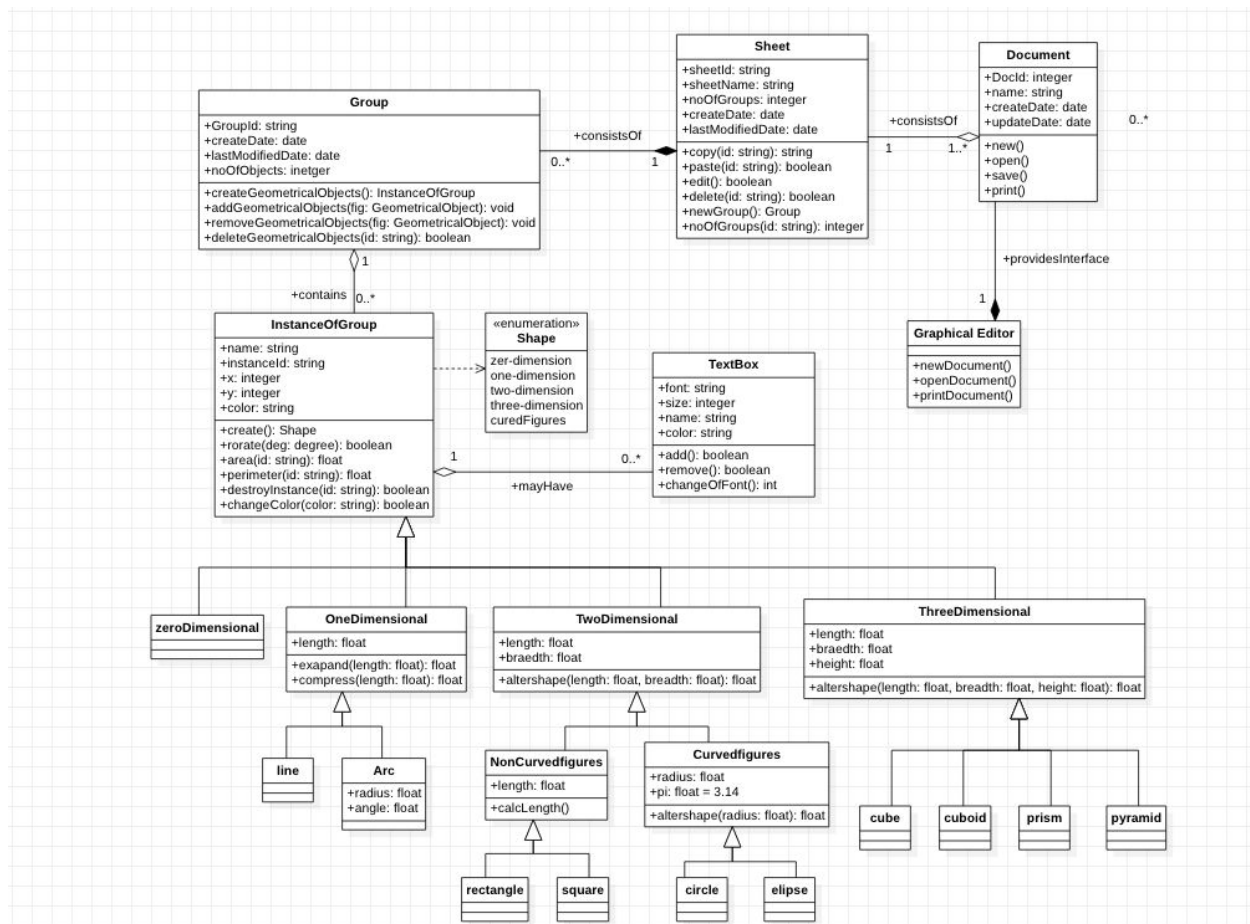 Sheet
+sheetId: string
+sheetName: string
+noOfGroups: integer
+createDate: date
+lastModifiedDate: date
+copy(id: string): string
+paste(id: string): boolean
+edit(): boolean
+delete(id: string): boolean
+newGroup(): Group
+noOfGroups(id: string): integer
Document
+DocId: integer
+name: string
+createDate: date
+updateDate: date
+new()
+open()
+save()
+print()
0..*
+consistsOf
1
1..*
Group
+GroupId: string
+createDate: date
+lastModifiedDate: date
+noOfObjects: inetger
+createGeometricalObjects(): InstanceOfGroup
+addGeometricalObjects(fig: GeometricalObject): void
+removeGeometricalObjects(fig: GeometricalObject): void
+deleteGeometricalObjects(id: string): boolean
+consistsOf
0..*
1
1
+contains
0..*
+providesInterface
1
Graphical Editor
+newDocument()
+openDocument()
+printDocument()
InstanceOfGroup
+name: string
+instanceId: string
+x: integer
+y: integer
+color: string
+create(): Shape
+rorate(deg: degree): boolean
+area(id: string): float
+perimeter(id: string): float
+destroyInstance(id: string): boolean
+changeColor(color: string): boolean
«enumeration»
Shape
zer-dimension
one-dimension
two-dimension
three-dimension
curedFigures
TextBox
+font: string
+size: integer
+name: string
+color: string
+add(): boolean
+remove(): boolean
+changeOfFont(): int
1
0..*
+mayHave
zeroDimensional
OneDimensional
+length: float
+exapand(length: float): float
+compress(length: float): float
TwoDimensional
+length: float
+braedth: float
+altershape(length: float, breadth: float): float
ThreeDimensional
+length: float
+braedth: float
+height: float
+altershape(length: float, breadth: float, height: float): float
line
Arc
+radius: float
+angle: float
NonCurvedfigures
+length: float
+calcLength()
Curvedfigures
+radius: float
+pi: float = 3.14
+altershape(radius: float): float
cube
cuboid
prism
pyramid
rectangle
square
circle
elipse